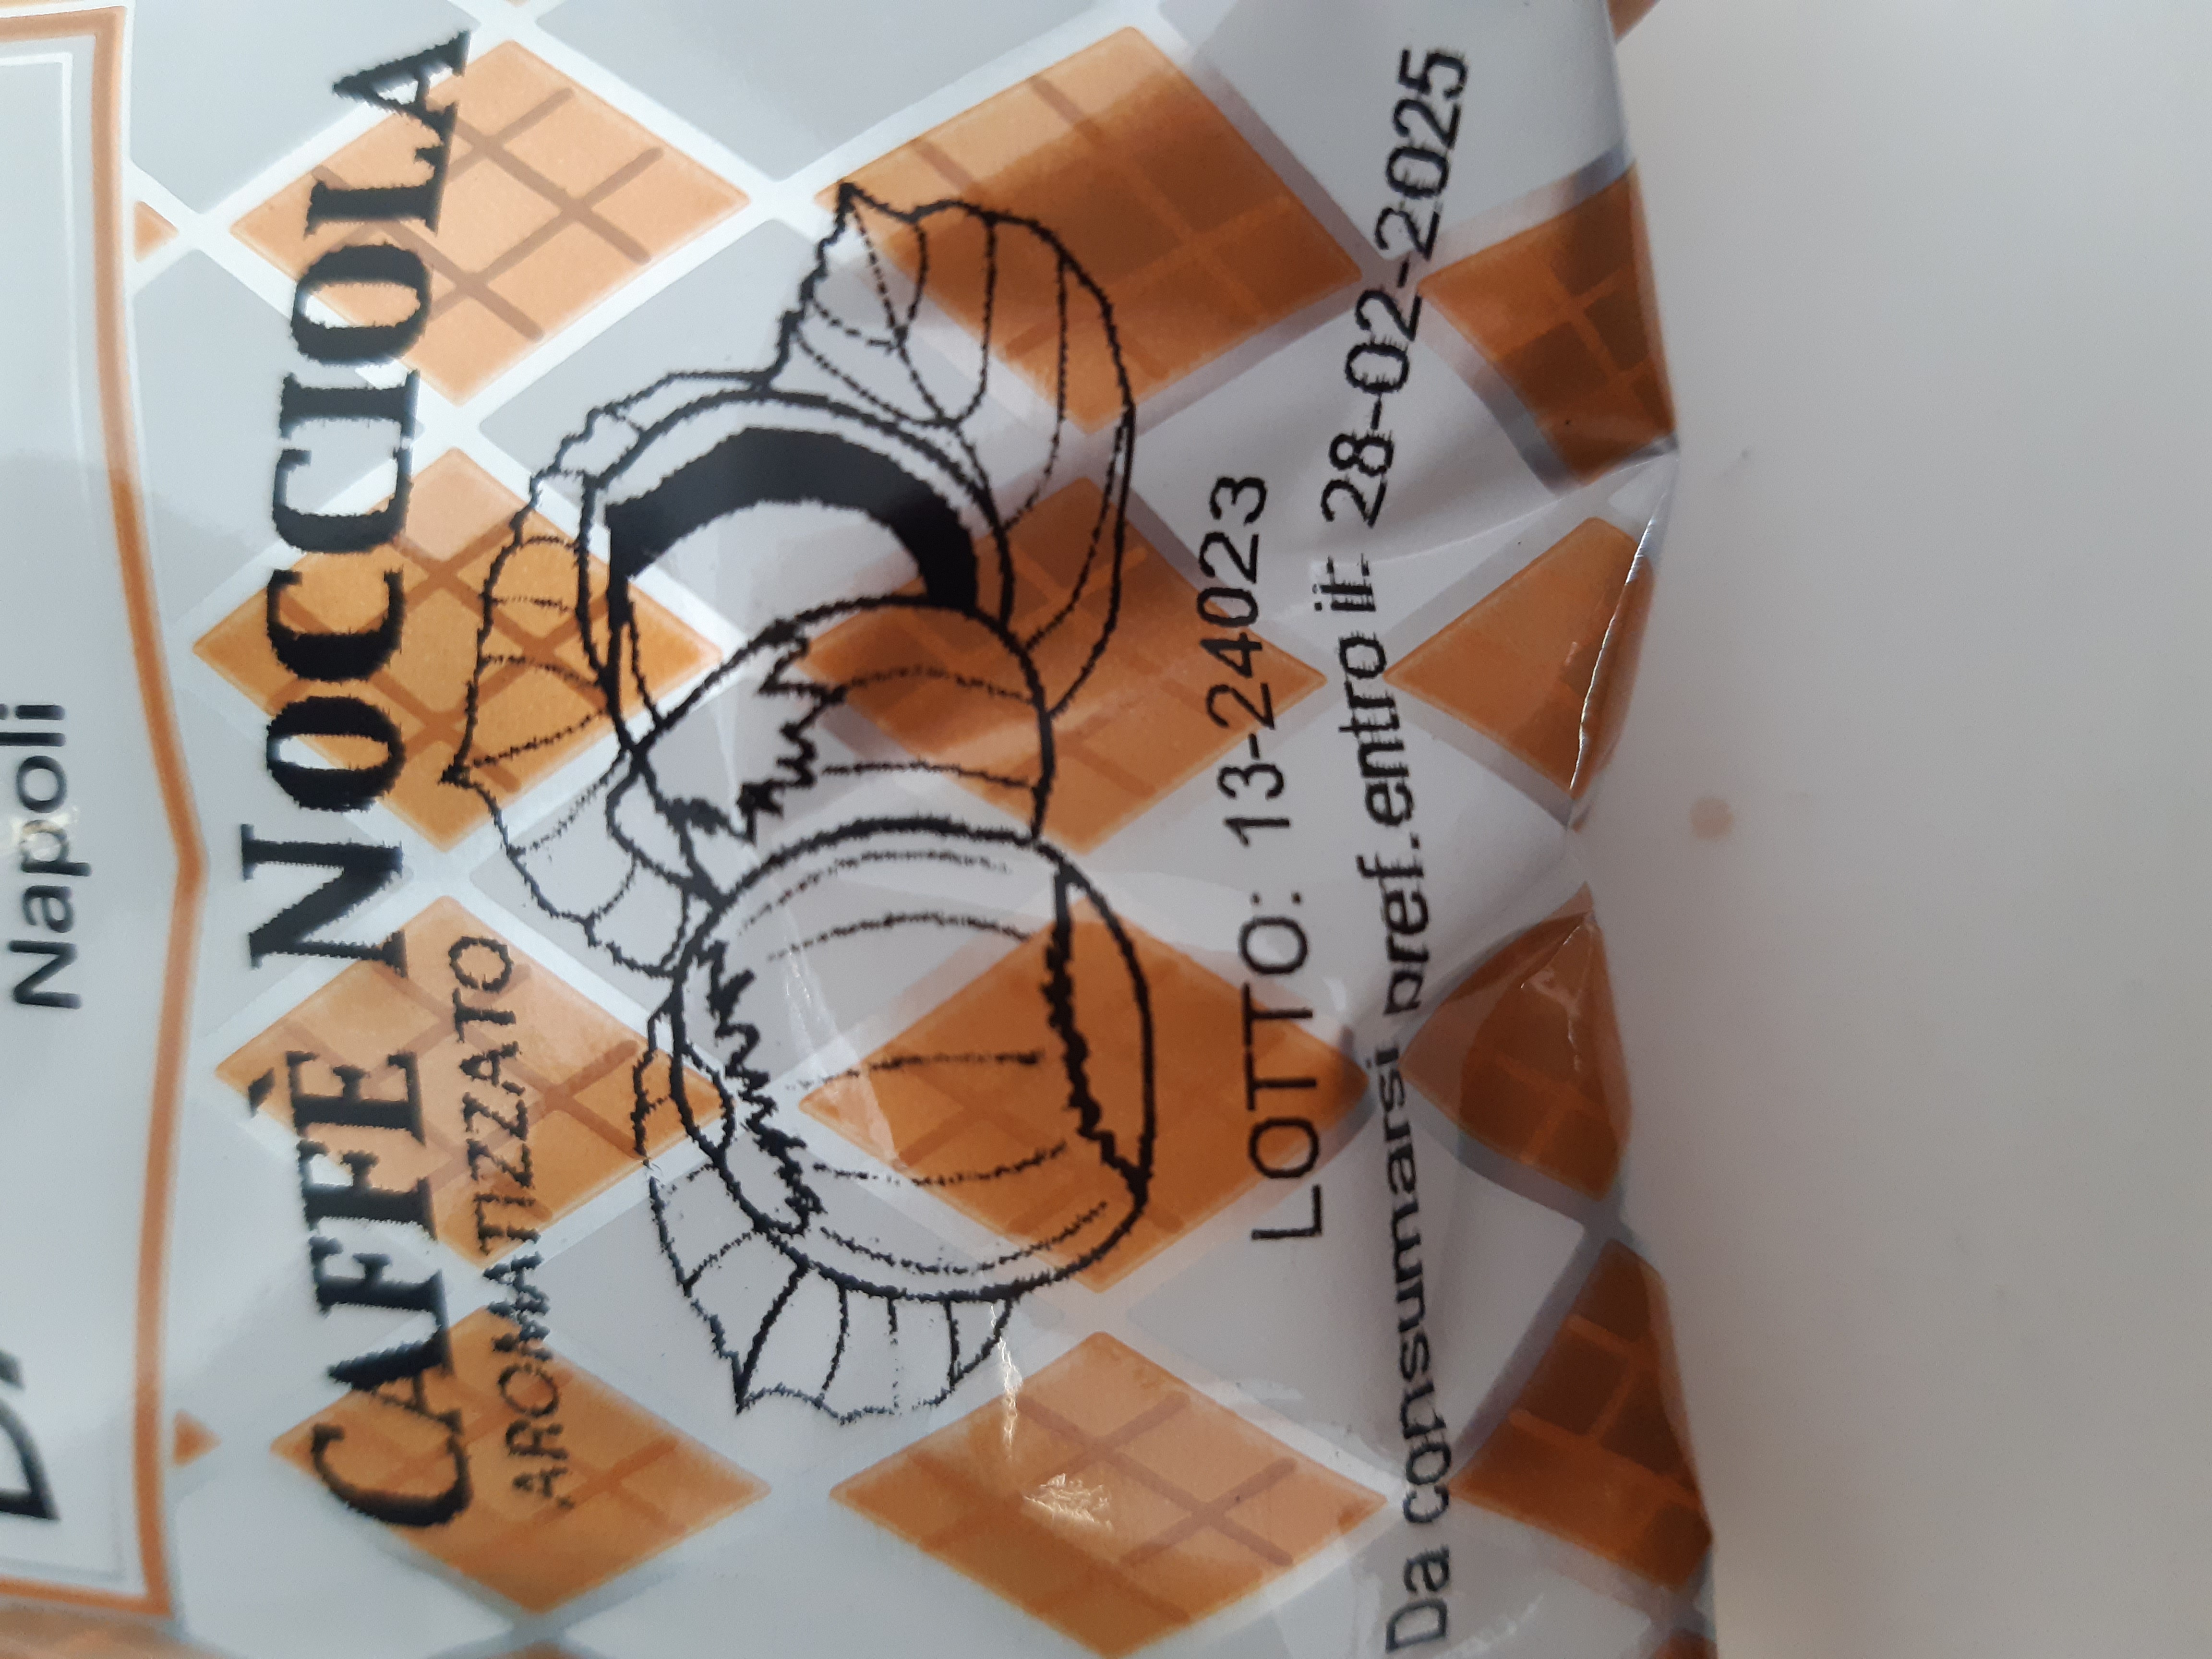 Napoli
CAFFÈ NOCCIOLA
AROMATIZZATO
LOTTO: 13-24023
Da consumarsi pref.entro il: 28-02-2025